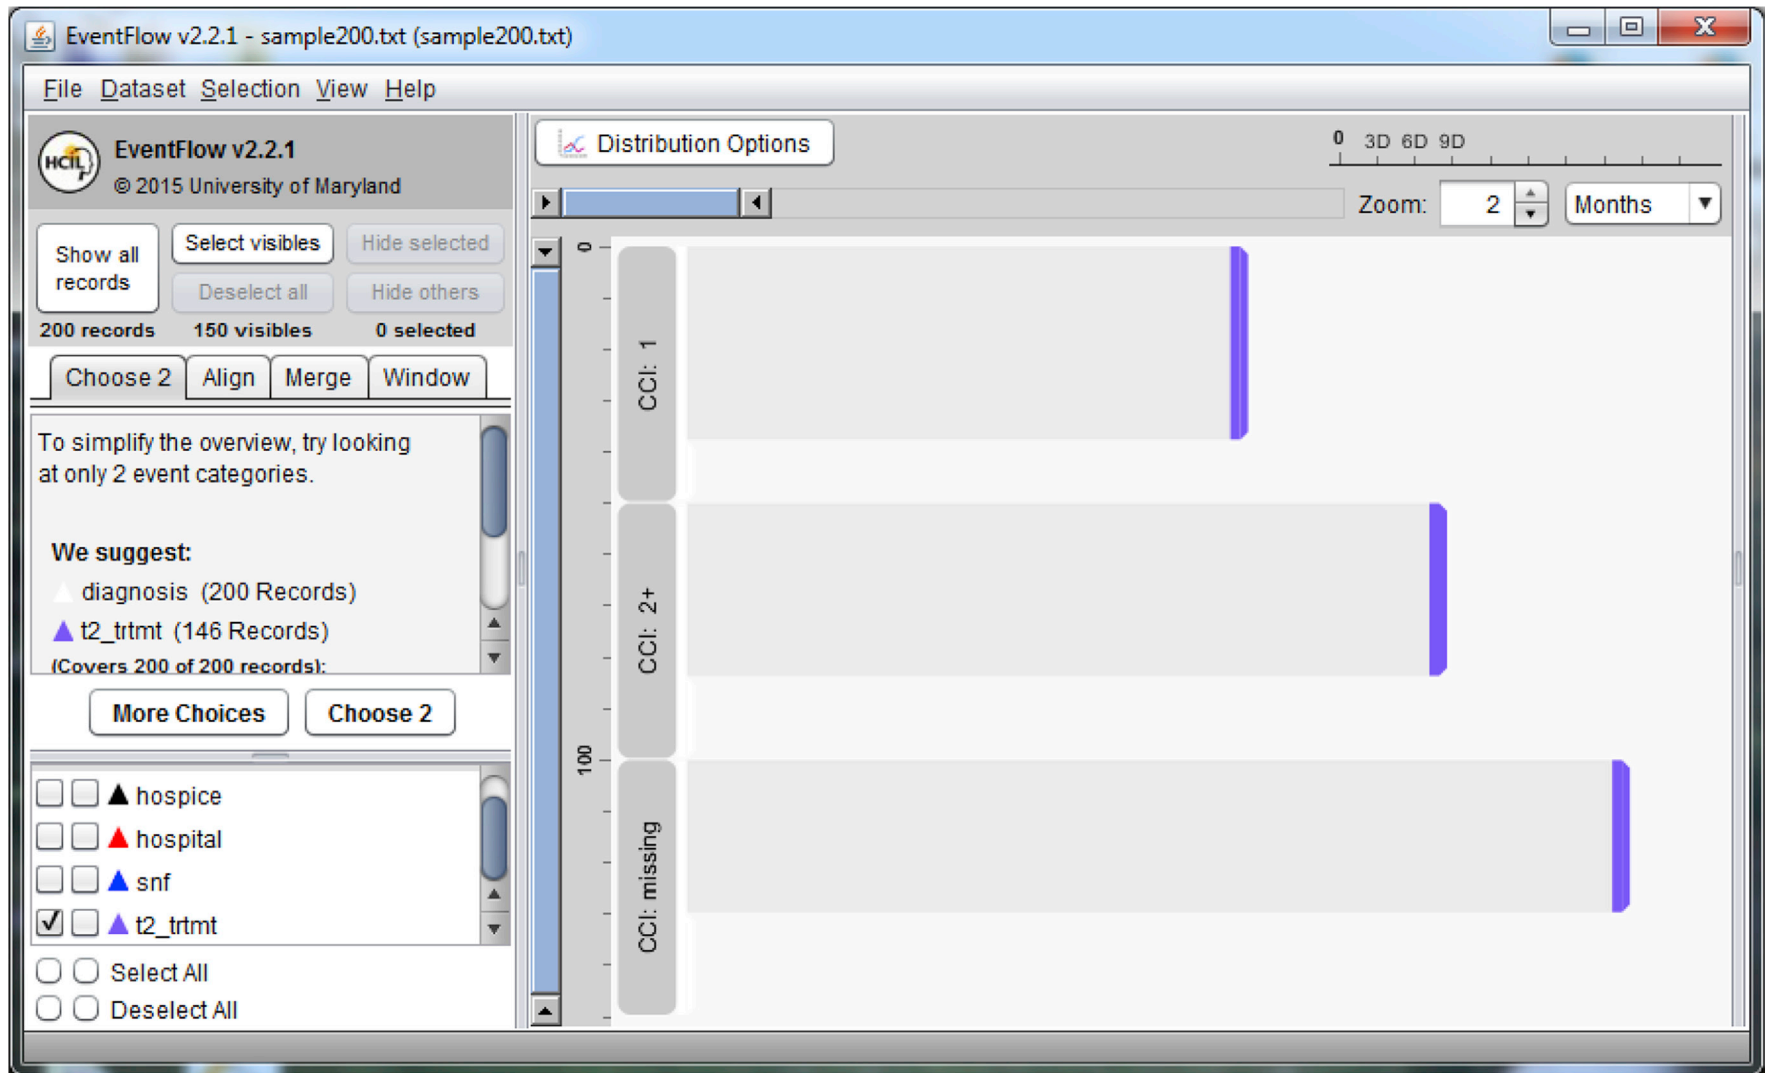 EventFlow v2.2.1 - sample200.txt (sample200.txt)
File Dataset Selection View Help
HCIL
EventFlow v2.2.1
© 2015 University of Maryland
Show all
records
Select visibles
Hide selected
Deselect all
Hide others
200 records 150 visibles 0 selected
Choose 2 Align Merge Window
To simplify the overview, try looking
at only 2 event categories.
We suggest:
diagnosis (200 Records)
t2_trtmt (146 Records)
(Covers 200 of 200 records):
More Choices Choose 2
hospice
hospital
snf
t2_trtmt
Select All
Deselect All
Distribution Options
0 3D 6D 9D
Zoom: 2 Months
0
CCI: 1
CCI: 2+
100
CCI: missing